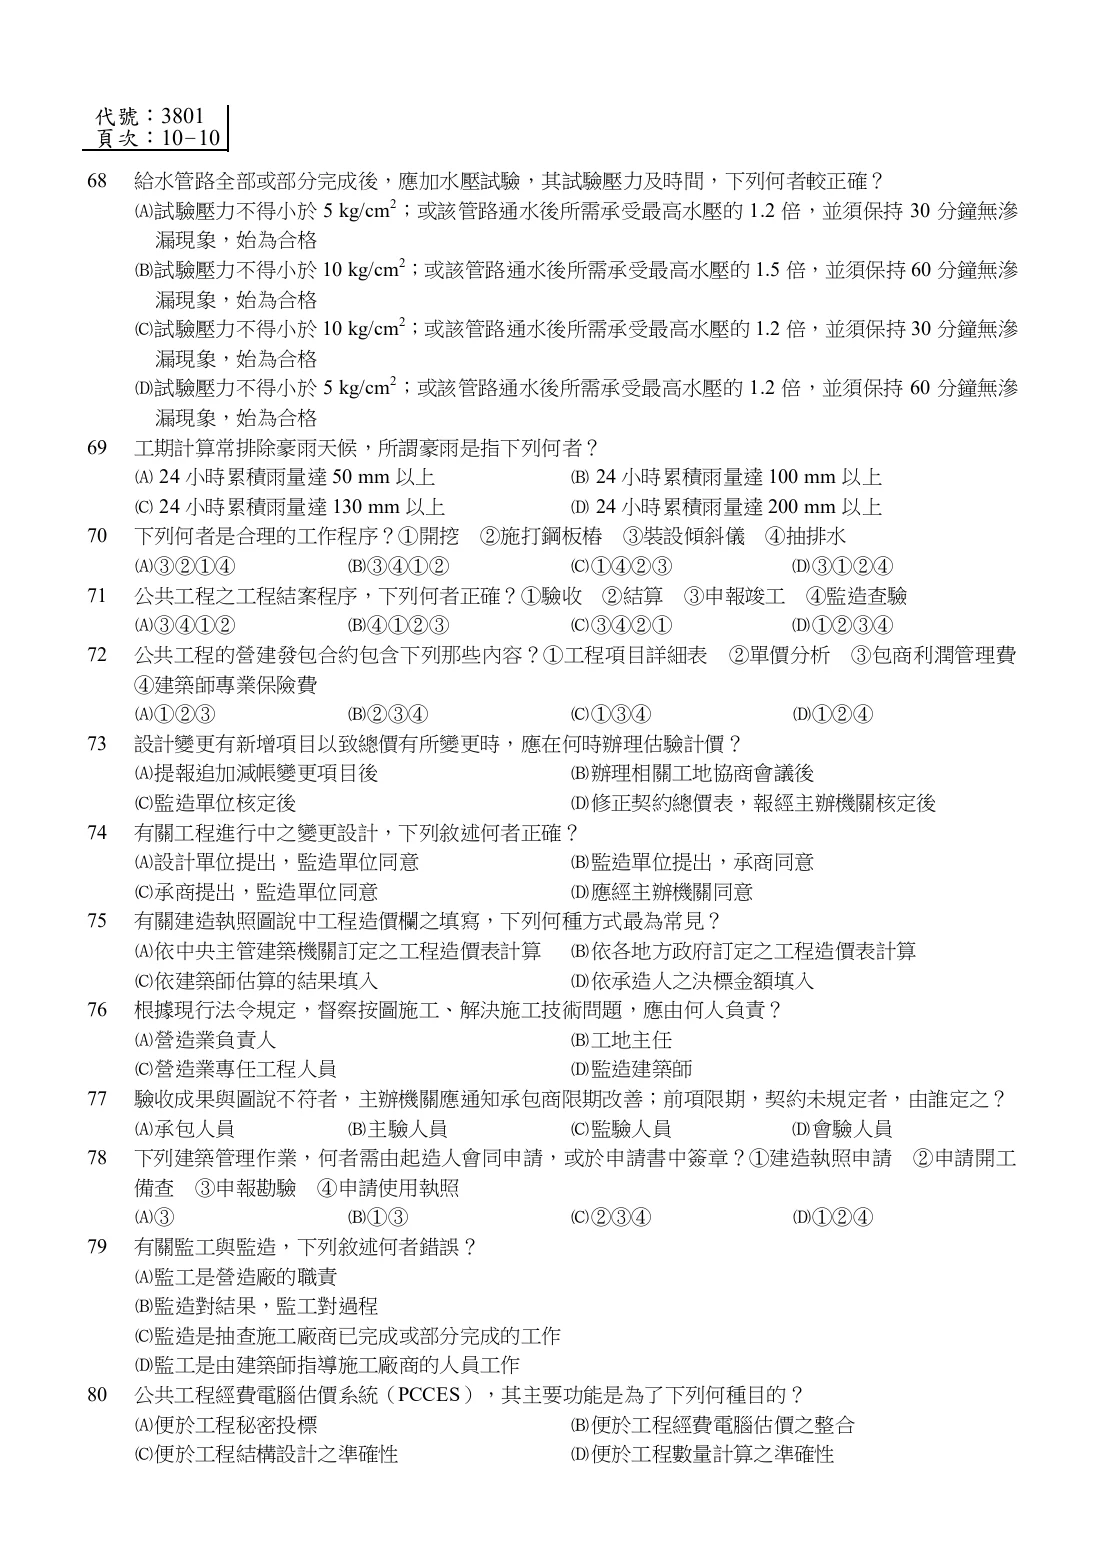 代號：3801
頁次：10－10
68 給水管路全部或部分完成後，應加水壓試驗，其試驗壓力及時間，下列何者較正確？
(A)試驗壓力不得小於 5 kg/cm²；或該管路通水後所需承受最高水壓的 1.2 倍，並須保持 30 分鐘無滲
漏現象，始為合格
(B)試驗壓力不得小於 10 kg/cm²；或該管路通水後所需承受最高水壓的 1.5 倍，並須保持 60 分鐘無滲
漏現象，始為合格
(C)試驗壓力不得小於 10 kg/cm²；或該管路通水後所需承受最高水壓的 1.2 倍，並須保持 30 分鐘無滲
漏現象，始為合格
(D)試驗壓力不得小於 5 kg/cm²；或該管路通水後所需承受最高水壓的 1.2 倍，並須保持 60 分鐘無滲
漏現象，始為合格
69 工期計算常排除豪雨天候，所謂豪雨是指下列何者？
(A) 24 小時累積雨量達 50 mm 以上 (B) 24 小時累積雨量達 100 mm 以上
(C) 24 小時累積雨量達 130 mm 以上 (D) 24 小時累積雨量達 200 mm 以上
70 下列何者是合理的工作程序？①開挖 ②施打鋼板樁 ③裝設傾斜儀 ④抽排水
(A)③②①④ (B)③④①② (C)①④②③ (D)③①②④
71 公共工程之工程結案程序，下列何者正確？①驗收 ②結算 ③申報竣工 ④監造查驗
(A)③④①② (B)④①②③ (C)③④②① (D)①②③④
72 公共工程的營建發包合約包含下列那些內容？①工程項目詳細表 ②單價分析 ③包商利潤管理費
④建築師專業保險費
(A)①②③ (B)②③④ (C)①③④ (D)①②④
73 設計變更有新增項目以致總價有所變更時，應在何時辦理估驗計價？
(A)提報追加減帳變更項目後 (B)辦理相關工地協商會議後
(C)監造單位核定後 (D)修正契約總價表，報經主辦機關核定後
74 有關工程進行中之變更設計，下列敘述何者正確？
(A)設計單位提出，監造單位同意 (B)監造單位提出，承商同意
(C)承商提出，監造單位同意 (D)應經主辦機關同意
75 有關建造執照圖說中工程造價欄之填寫，下列何種方式最為常見？
(A)依中央主管建築機關訂定之工程造價表計算 (B)依各地方政府訂定之工程造價表計算
(C)依建築師估算的結果填入 (D)依承造人之決標金額填入
76 根據現行法令規定，督察按圖施工、解決施工技術問題，應由何人負責？
(A)營造業負責人 (B)工地主任
(C)營造業專任工程人員 (D)監造建築師
77 驗收成果與圖說不符者，主辦機關應通知承包商限期改善；前項限期，契約未規定者，由誰定之？
(A)承包人員 (B)主驗人員 (C)監驗人員 (D)會驗人員
78 下列建築管理作業，何者需由起造人會同申請，或於申請書中簽章？①建造執照申請 ②申請開工
備查 ③申報勘驗 ④申請使用執照
(A)③ (B)①③ (C)②③④ (D)①②④
79 有關監工與監造，下列敘述何者錯誤？
(A)監工是營造廠的職責
(B)監造對結果，監工對過程
(C)監造是抽查施工廠商已完成或部分完成的工作
(D)監工是由建築師指導施工廠商的人員工作
80 公共工程經費電腦估價系統（PCCES），其主要功能是為了下列何種目的？
(A)便於工程秘密投標 (B)便於工程經費電腦估價之整合
(C)便於工程結構設計之準確性 (D)便於工程數量計算之準確性